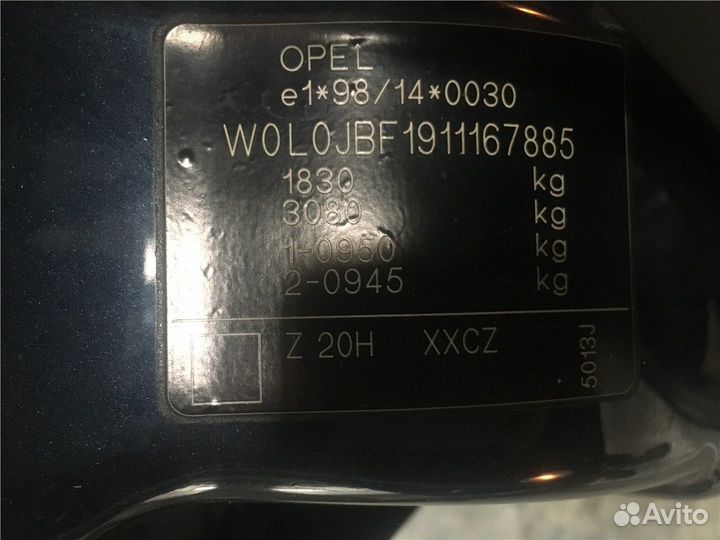 OPEL
e1*98/14*0030
W0L0JBF1911167885
1830 kg
3080 kg
1-0950 kg
2-0945 kg
Z 20H XXCZ
5013J
Avito